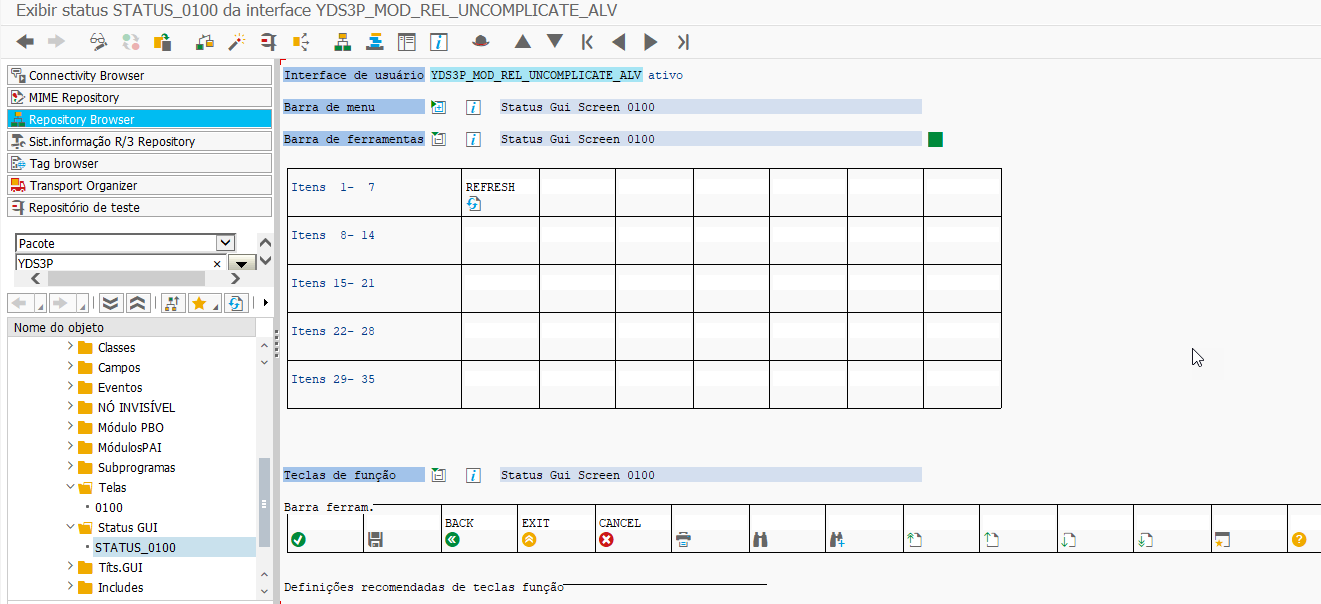 Exibir status STATUS_0100 da interface YDS3P_MOD_REL_UNCOMPLICATE_ALV
Connectivity Browser
MIME Repository
Repository Browser
Sist.informação R/3 Repository
Tag browser
Transport Organizer
Repositório de teste
Pacote
YDS3P
Nome do objeto
Classes
Campos
Eventos
NÓ INVISÍVEL
Módulo PBO
MódulosPAI
Subprogramas
Telas
0100
Status GUI
STATUS_0100
Títs.GUI
Includes
Interface de usuário YDS3P_MOD_REL_UNCOMPLICATE_ALV ativo
Barra de menu Status Gui Screen 0100
Barra de ferramentas Status Gui Screen 0100
Itens 1- 7 REFRESH
Itens 8- 14
Itens 15- 21
Itens 22- 28
Itens 29- 35
Teclas de função Status Gui Screen 0100
Barra ferram.
BACK EXIT CANCEL
Definições recomendadas de teclas função